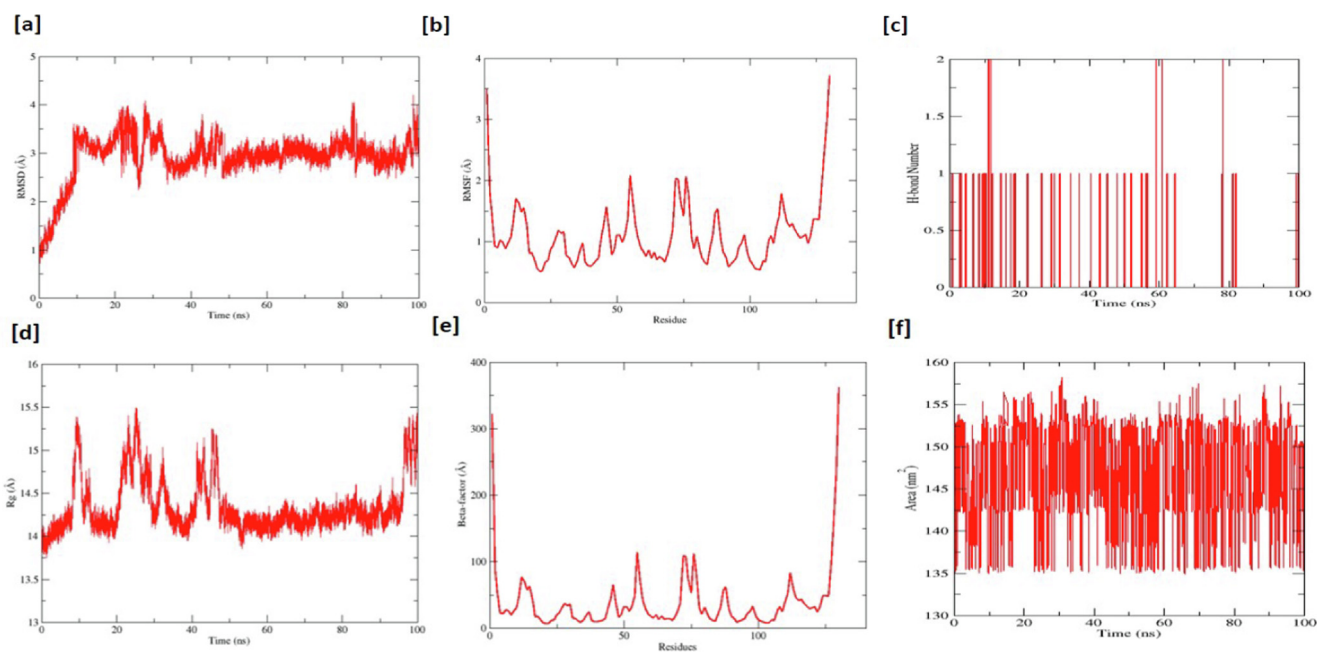 [a]
5
4
3
2
1
0
RMSD (Å)
0 20 40 60 80 100
Time (ns)
[b]
4
3
2
1
0
RMSF (Å)
0 50 100
Residue
[c]
2
1.5
1
0.5
0
H-bond Number
0 20 40 60 80 100
Time (ns)
[d]
16
15.5
15
14.5
14
13.5
13
Rg (Å)
0 20 40 60 80 100
Time (ns)
[e]
400
300
200
100
0
Beta-factor (Å)
0 50 100
Residues
[f]
160
155
150
145
140
135
130
Area (nm²)
0 20 40 60 80 100
Time (ns)